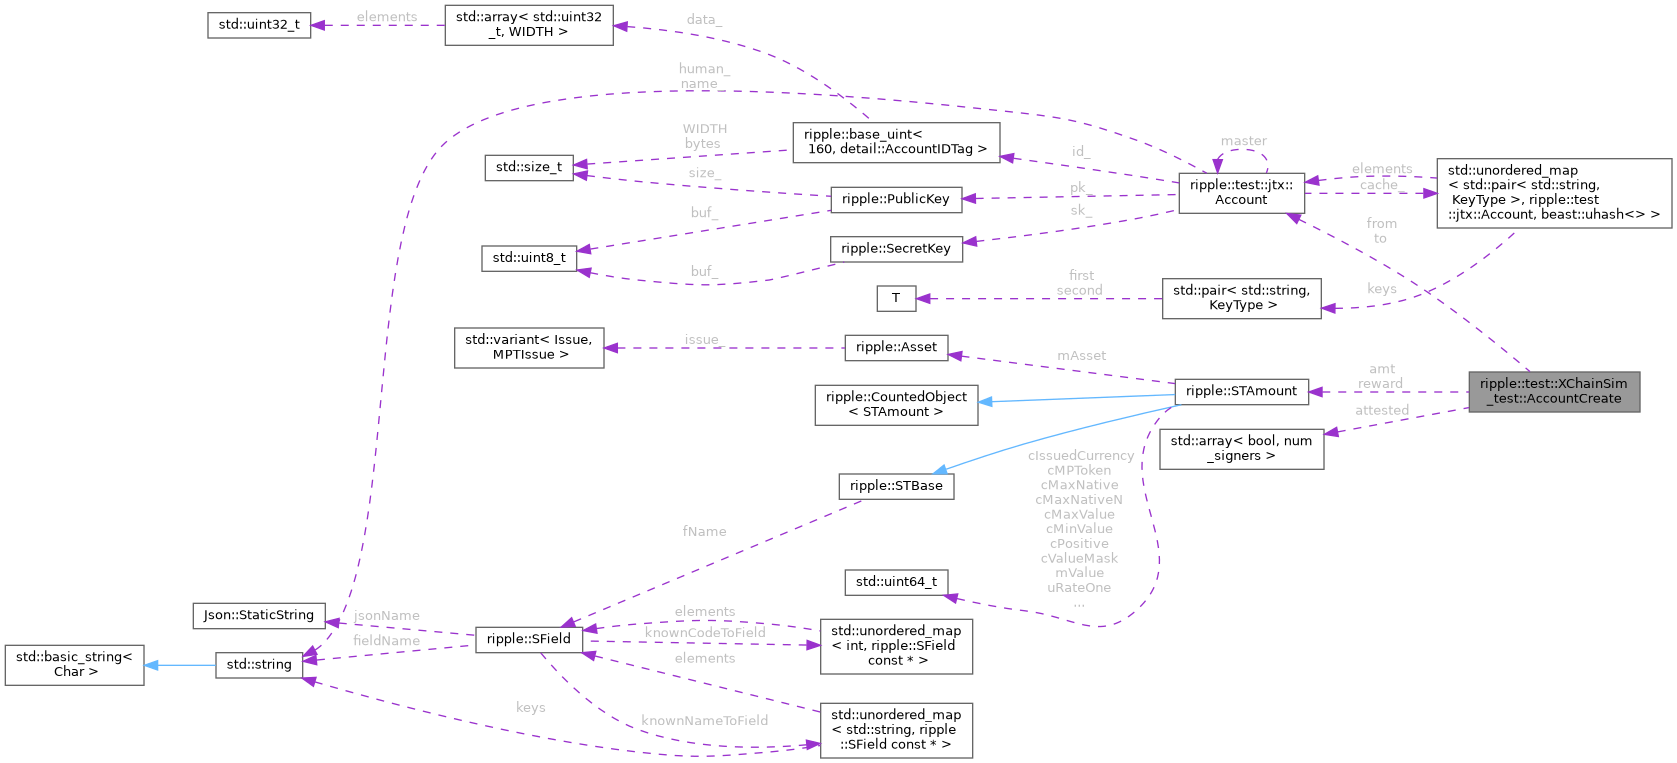 std::uint32_t
elements
std::array< std::uint32
_t, WIDTH >
data_
human_
name_
ripple::base_uint<
160, detail::AccountIDTag >
WIDTH
bytes
std::size_t
size_
ripple::PublicKey
buf_
std::uint8_t
ripple::SecretKey
buf_
id_
pk_
sk_
master
ripple::test::jtx::
Account
elements
cache_
std::unordered_map
< std::pair< std::string,
KeyType >, ripple::test
::jtx::Account, beast::uhash<> >
from
to
keys
first
second
T
std::pair< std::string,
KeyType >
std::variant< Issue,
MPTIssue >
issue_
ripple::Asset
mAsset
ripple::CountedObject
< STAmount >
ripple::STAmount
amt
reward
attested
ripple::test::XChainSim
_test::AccountCreate
std::array< bool, num
_signers >
cIssuedCurrency
cMPToken
cMaxNative
cMaxNativeN
cMaxValue
cMinValue
cPositive
cValueMask
mValue
uRateOne
...
ripple::STBase
fName
std::uint64_t
Json::StaticString
jsonName
fieldName
ripple::SField
elements
knownCodeToField
std::unordered_map
< int, ripple::SField
const * >
elements
std::basic_string<
Char >
std::string
keys
knownNameToField
std::unordered_map
< std::string, ripple
::SField const * >